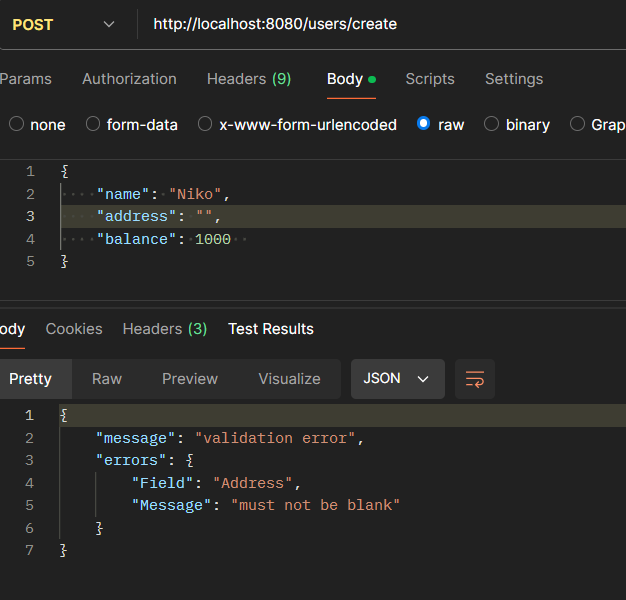 POST http://localhost:8080/users/create
Params Authorization Headers (9) Body Scripts Settings
none form-data x-www-form-urlencoded raw binary Grap
1 {
2 "name": "Niko",
3 "address": "",
4 "balance": 1000
5 }
ody Cookies Headers (3) Test Results
Pretty Raw Preview Visualize JSON
1 {
2 "message": "validation error",
3 "errors": {
4 "Field": "Address",
5 "Message": "must not be blank"
6 }
7 }